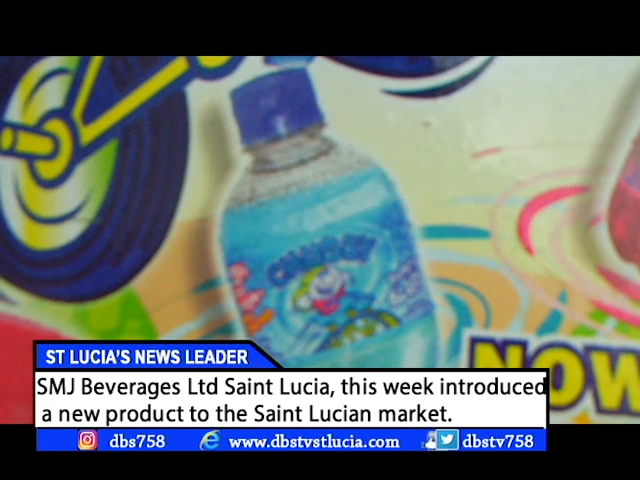 CHUBBY
NOW
ST LUCIA'S NEWS LEADER
SMJ Beverages Ltd Saint Lucia, this week introduced
a new product to the Saint Lucian market.
dbs758 www.dbstvstlucia.com dbstv758